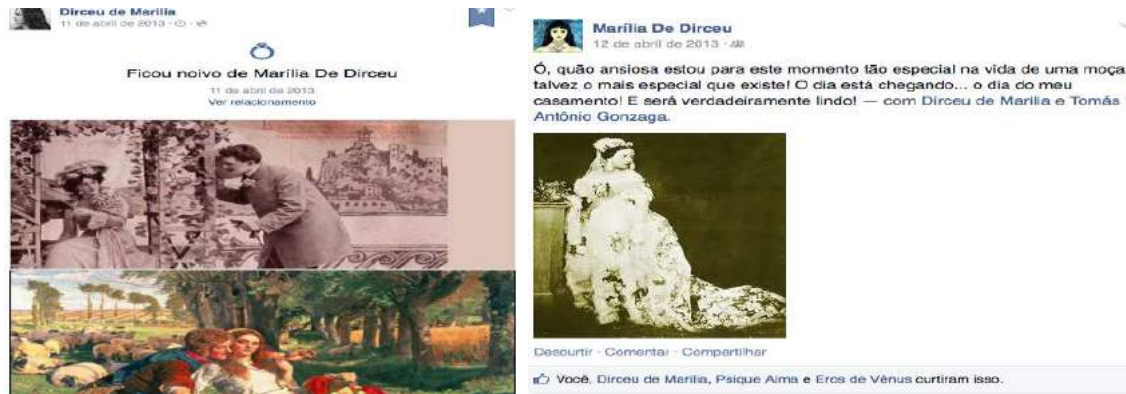 Dirceu de Marilia
11 de abril de 2013
Ficou noivo de Marília De Dirceu
11 de abril de 2013
Ver relacionamento
Marília De Dirceu
12 de abril de 2013
Ó, quão ansiosa estou para este momento tão especial na vida de uma moça
talvez o mais especial que existe! O dia está chegando... o dia do meu
casamento! E será verdadeiramente lindo! — com Dirceu de Marilia e Tomás
Antônio Gonzaga.
Descurtir · Comentar · Compartilhar
Você, Dirceu de Marilia, Psique Alma e Eros de Vênus curtiram isso.